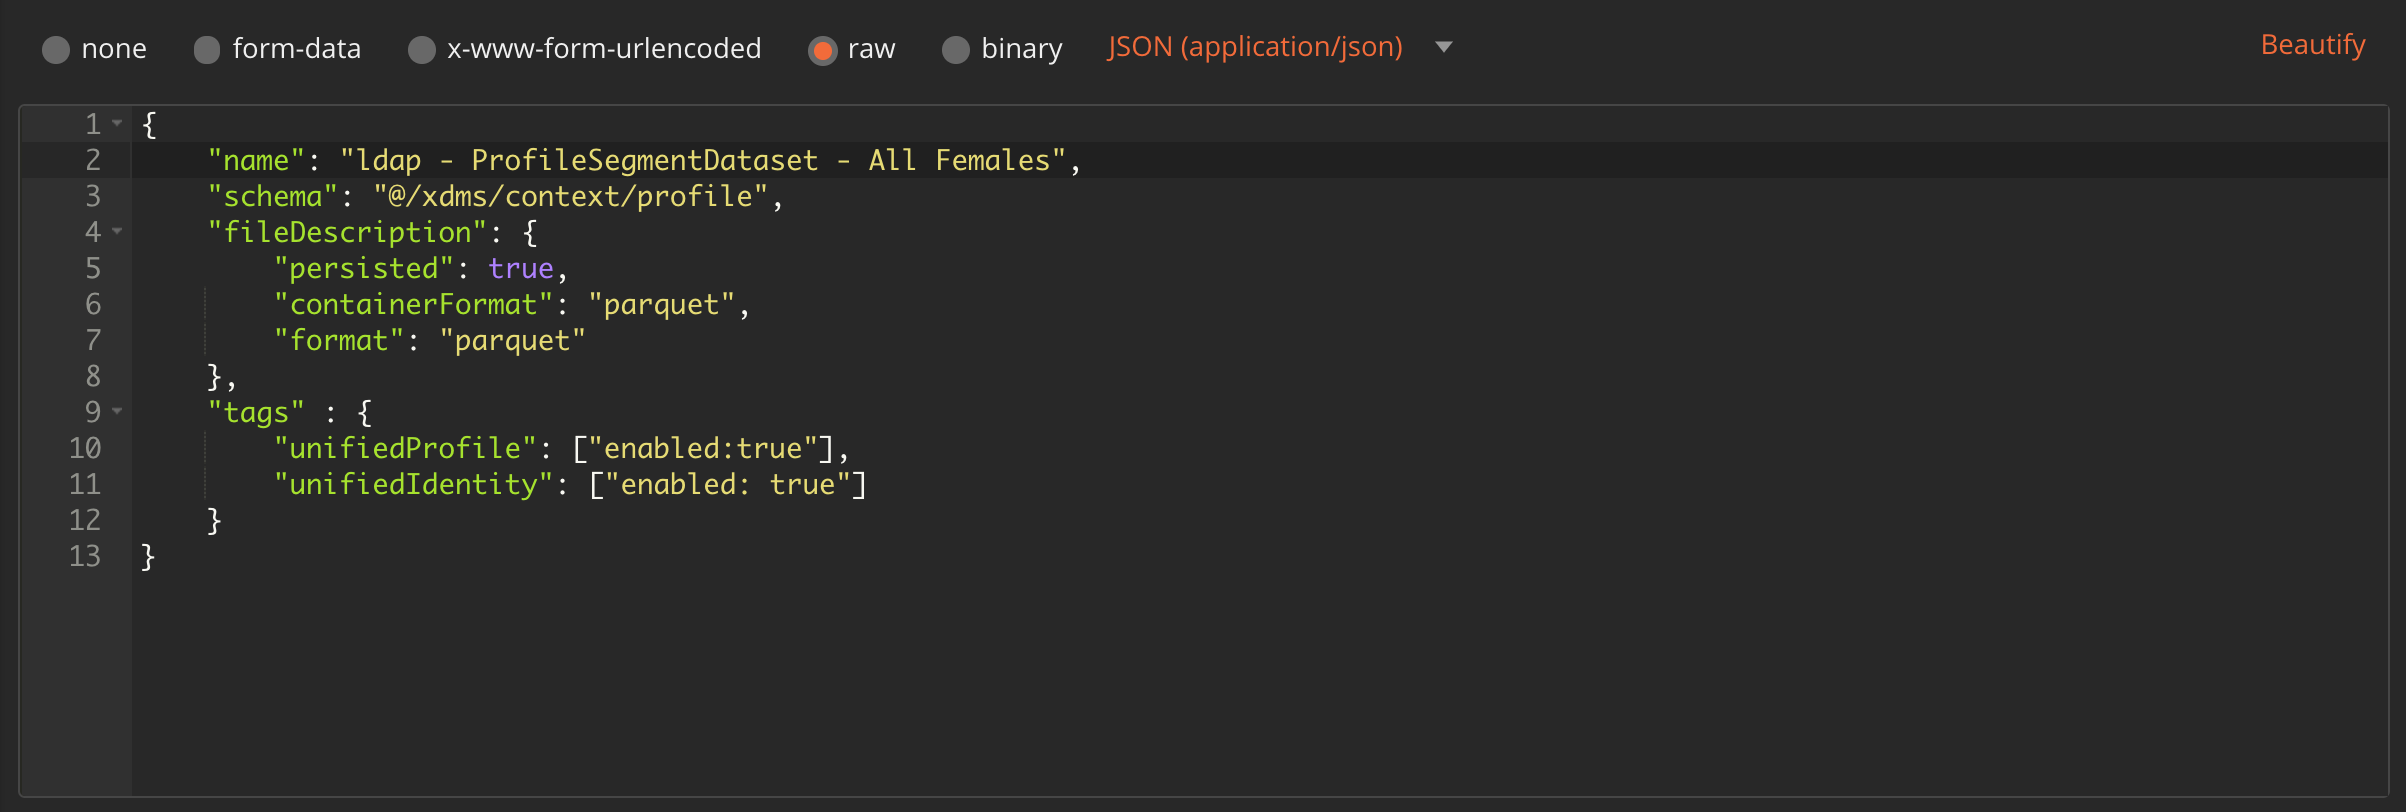 none form-data x-www-form-urlencoded raw binary JSON (application/json) Beautify
1 {
2 "name": "ldap - ProfileSegmentDataset - All Females",
3 "schema": "@/xdms/context/profile",
4 "fileDescription": {
5 "persisted": true,
6 "containerFormat": "parquet",
7 "format": "parquet"
8 },
9 "tags" : {
10 "unifiedProfile": ["enabled:true"],
11 "unifiedIdentity": ["enabled: true"]
12 }
13 }